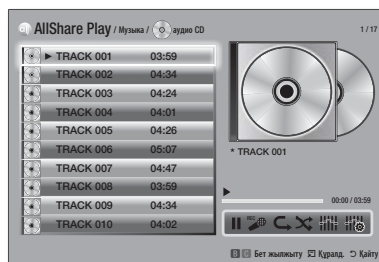 AllShare Play / Музыка / аудио CD 1 / 17
► TRACK 001 03:59
TRACK 002 04:34
TRACK 003 04:24
TRACK 004 04:01
TRACK 005 04:26
TRACK 006 05:07
TRACK 007 04:47
TRACK 008 03:59
TRACK 009 04:34
TRACK 010 04:02
* TRACK 001
00:00 / 03:59
B C Бет жылжыту Құралд. Қайту